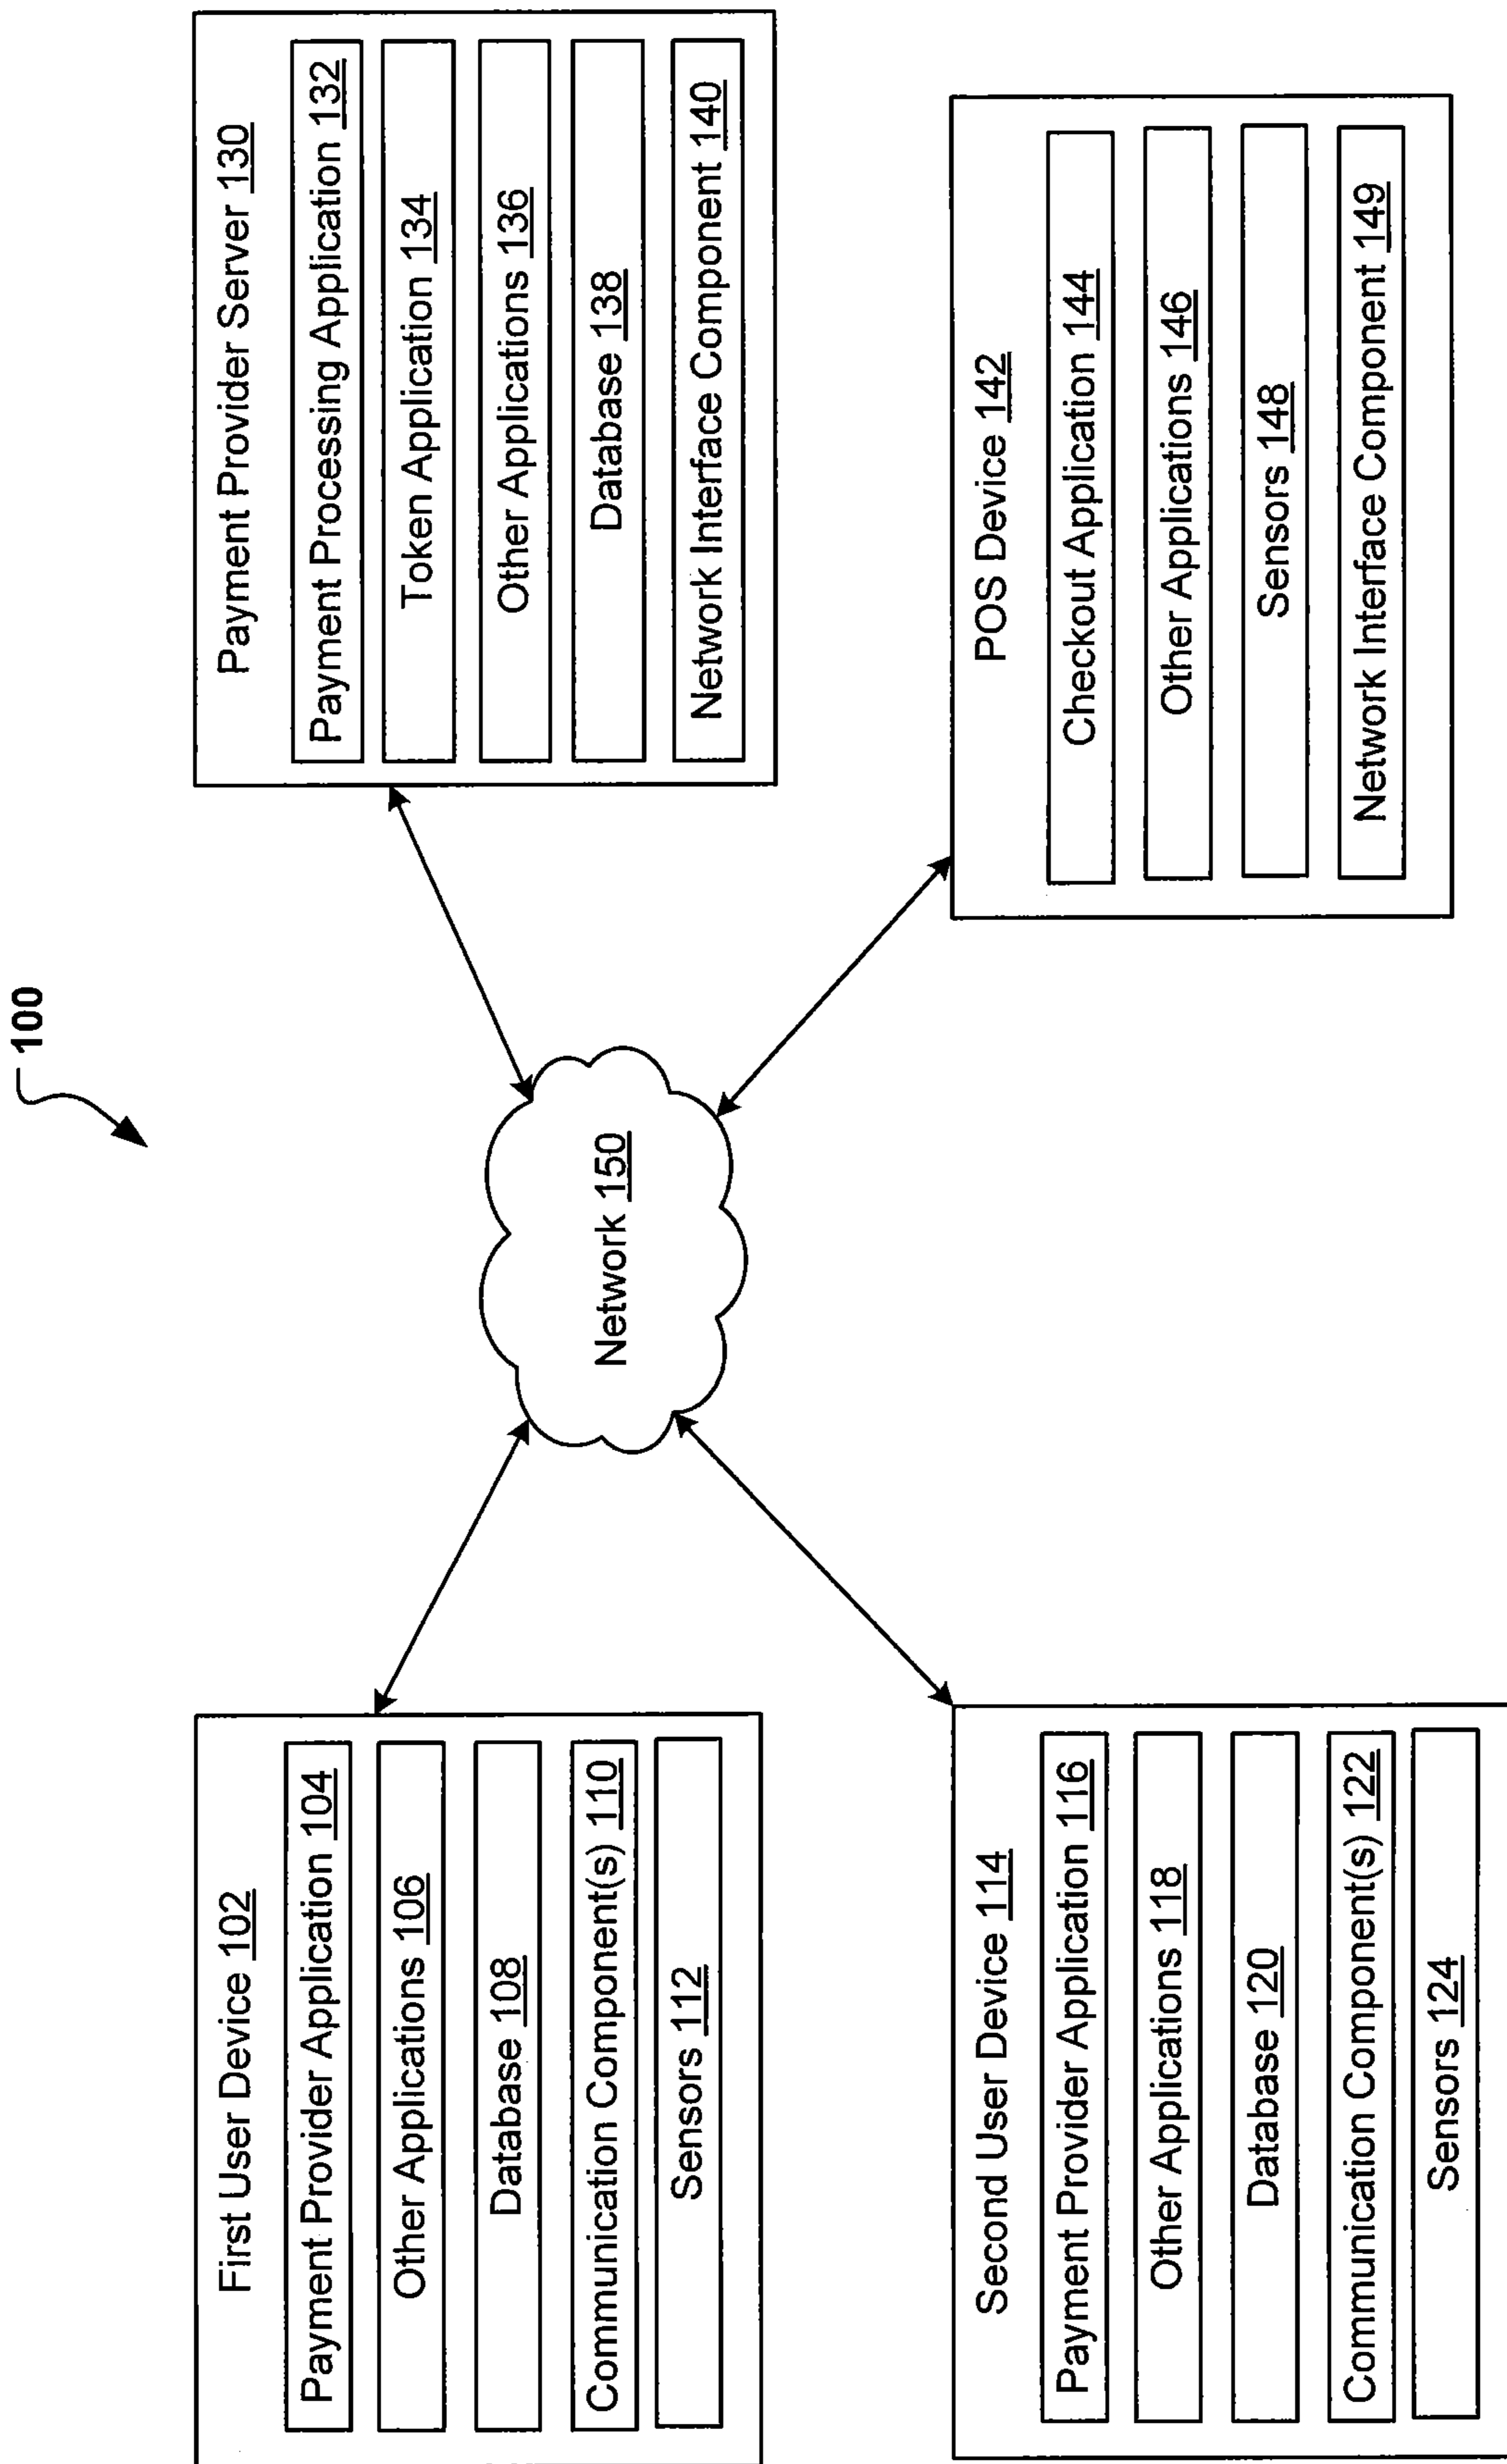 100
First User Device 102
Payment Provider Application 104
Other Applications 106
Database 108
Communication Component(s) 110
Sensors 112
Second User Device 114
Payment Provider Application 116
Other Applications 118
Database 120
Communication Component(s) 122
Sensors 124
Network 150
Payment Provider Server 130
Payment Processing Application 132
Token Application 134
Other Applications 136
Database 138
Network Interface Component 140
POS Device 142
Checkout Application 144
Other Applications 146
Sensors 148
Network Interface Component 149